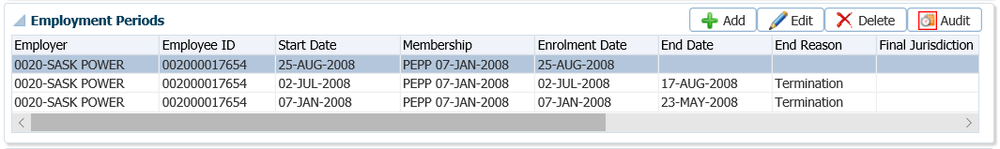 Employment Periods Add Edit Delete Audit
Employer Employee ID Start Date Membership Enrolment Date End Date End Reason Final Jurisdiction
0020-SASK POWER 002000017654 25-AUG-2008 PEPP 07-JAN-2008 25-AUG-2008
0020-SASK POWER 002000017654 02-JUL-2008 PEPP 07-JAN-2008 02-JUL-2008 17-AUG-2008 Termination
0020-SASK POWER 002000017654 07-JAN-2008 PEPP 07-JAN-2008 07-JAN-2008 23-MAY-2008 Termination